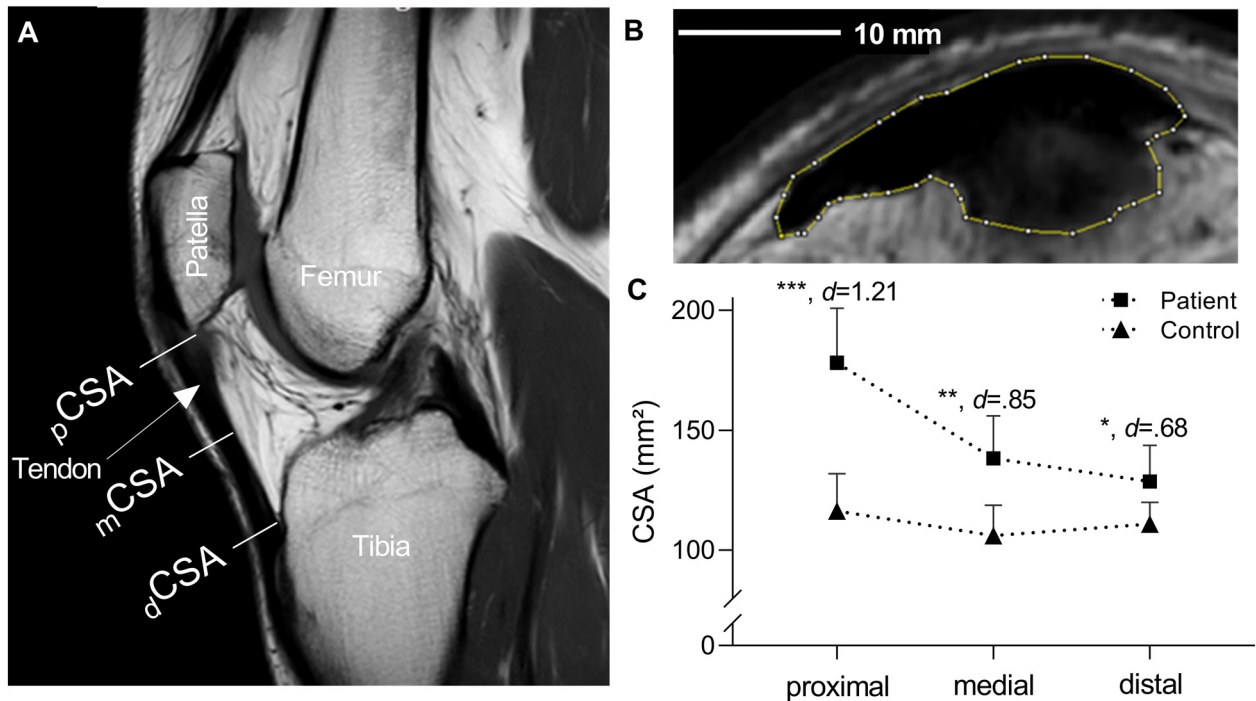 A
Patella
Femur
pCSA
Tendon
mCSA
dCSA
Tibia
B
10 mm
C
***, d=1.21
Patient
Control
**, d=.85
*, d=.68
CSA (mm²)
200
150
100
0
proximal
medial
distal